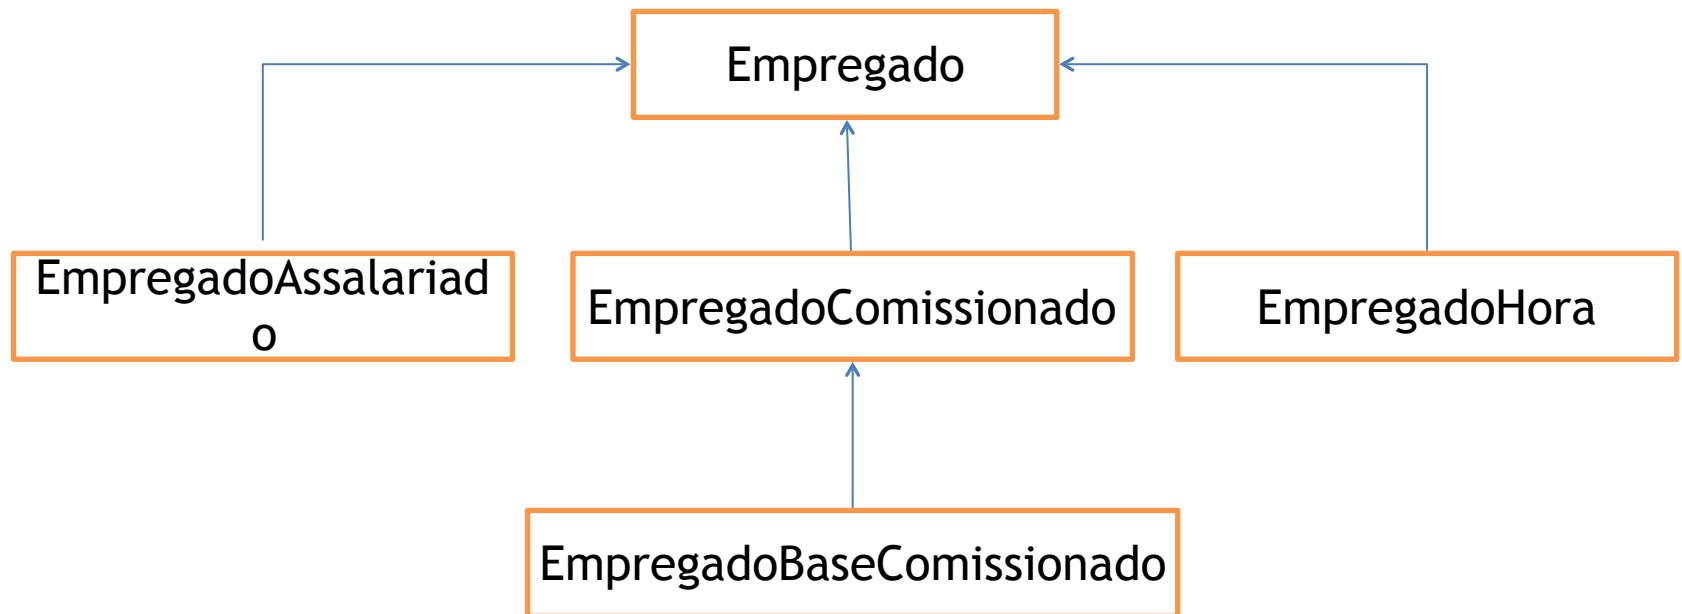 Empregado
EmpregadoAssalariad
o
EmpregadoComissionado
EmpregadoHora
EmpregadoBaseComissionado